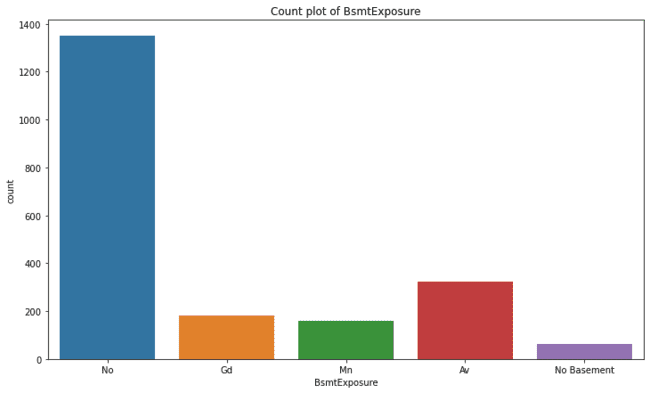 Count plot of BsmtExposure
1400
1200
1000
800
600
400
200
0
count
No Gd Mn Av No Basement
BsmtExposure